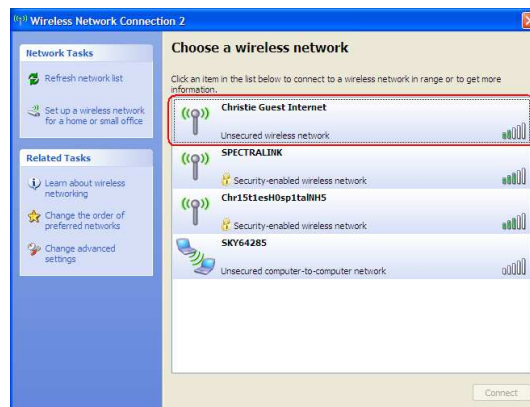 Wireless Network Connection 2
Network Tasks
Refresh network list
Set up a wireless network
for a home or small office
Related Tasks
Learn about wireless
networking
Change the order of
preferred networks
Change advanced
settings
Choose a wireless network
Click an item in the list below to connect to a wireless network in range or to get more
information.
Christie Guest Internet
Unsecured wireless network
SPECTRALINK
Security-enabled wireless network
Chr15t1esH0sp1talNH5
Security-enabled wireless network
SKY64285
Unsecured computer-to-computer network
Connect